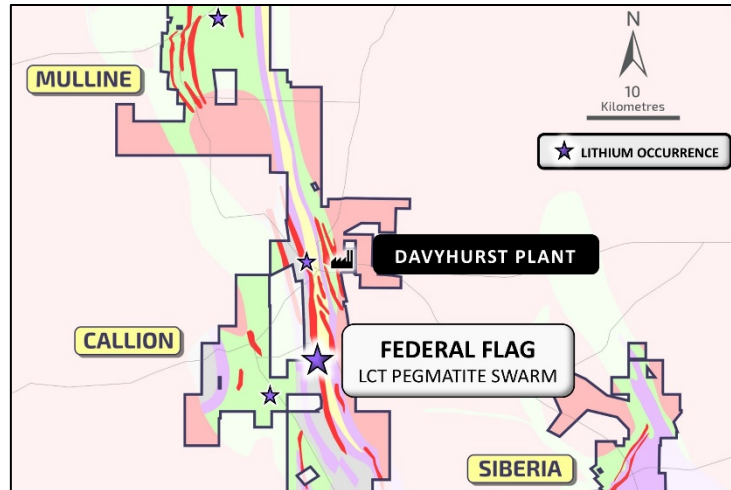 MULLINE
N
10
Kilometres
LITHIUM OCCURRENCE
DAVYHURST PLANT
CALLION
FEDERAL FLAG
LCT PEGMATITE SWARM
SIBERIA